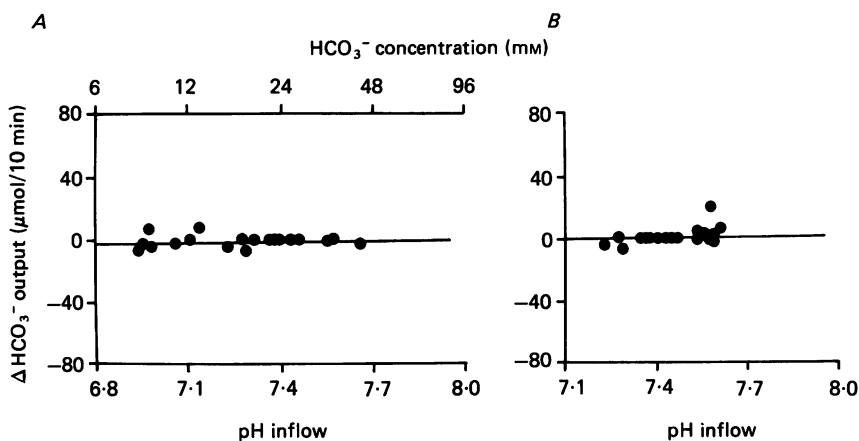 A
B
HCO₃⁻ concentration (mM)
6 12 24 48 96
80
40
0
−40
−80
Δ HCO₃⁻ output (μmol/10 min)
6·8 7·1 7·4 7·7 8·0
pH inflow
80
40
0
−40
−80
7·1 7·4 7·7 8·0
pH inflow